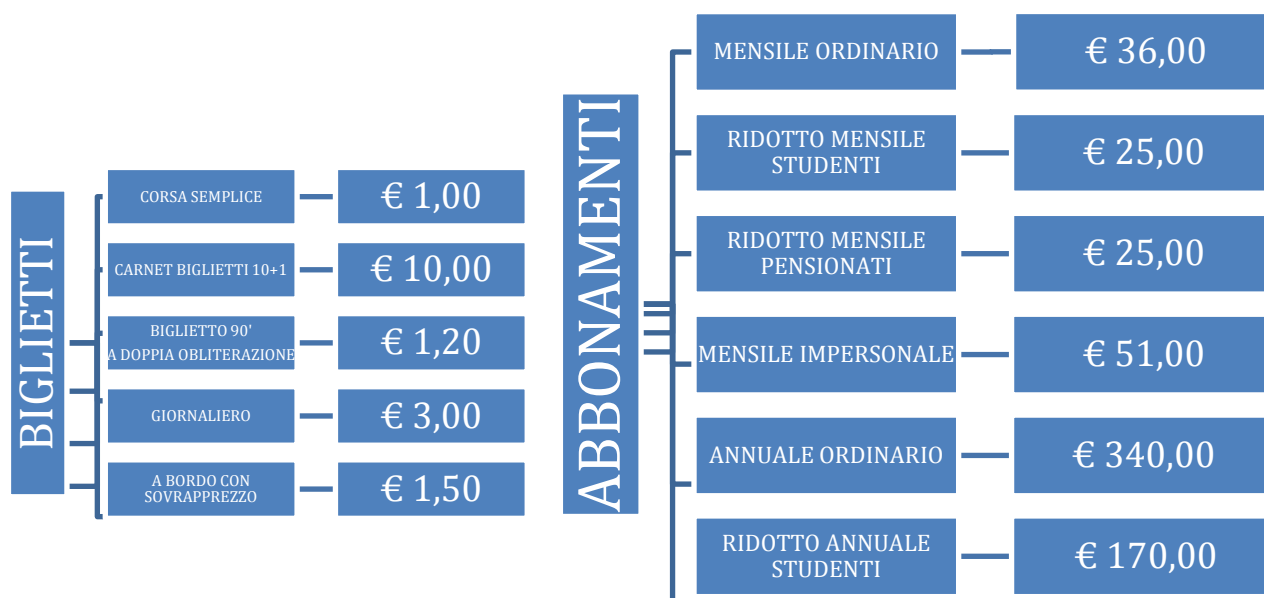 BIGLIETTI
CORSA SEMPLICE
€ 1,00
CARNET BIGLIETTI 10+1
€ 10,00
BIGLIETTO 90'
A DOPPIA OBLITERAZIONE
€ 1,20
GIORNALIERO
€ 3,00
A BORDO CON
SOVRAPPREZZO
€ 1,50
ABBONAMENTI
MENSILE ORDINARIO
€ 36,00
RIDOTTO MENSILE
STUDENTI
€ 25,00
RIDOTTO MENSILE
PENSIONATI
€ 25,00
MENSILE IMPERSONALE
€ 51,00
ANNUALE ORDINARIO
€ 340,00
RIDOTTO ANNUALE
STUDENTI
€ 170,00